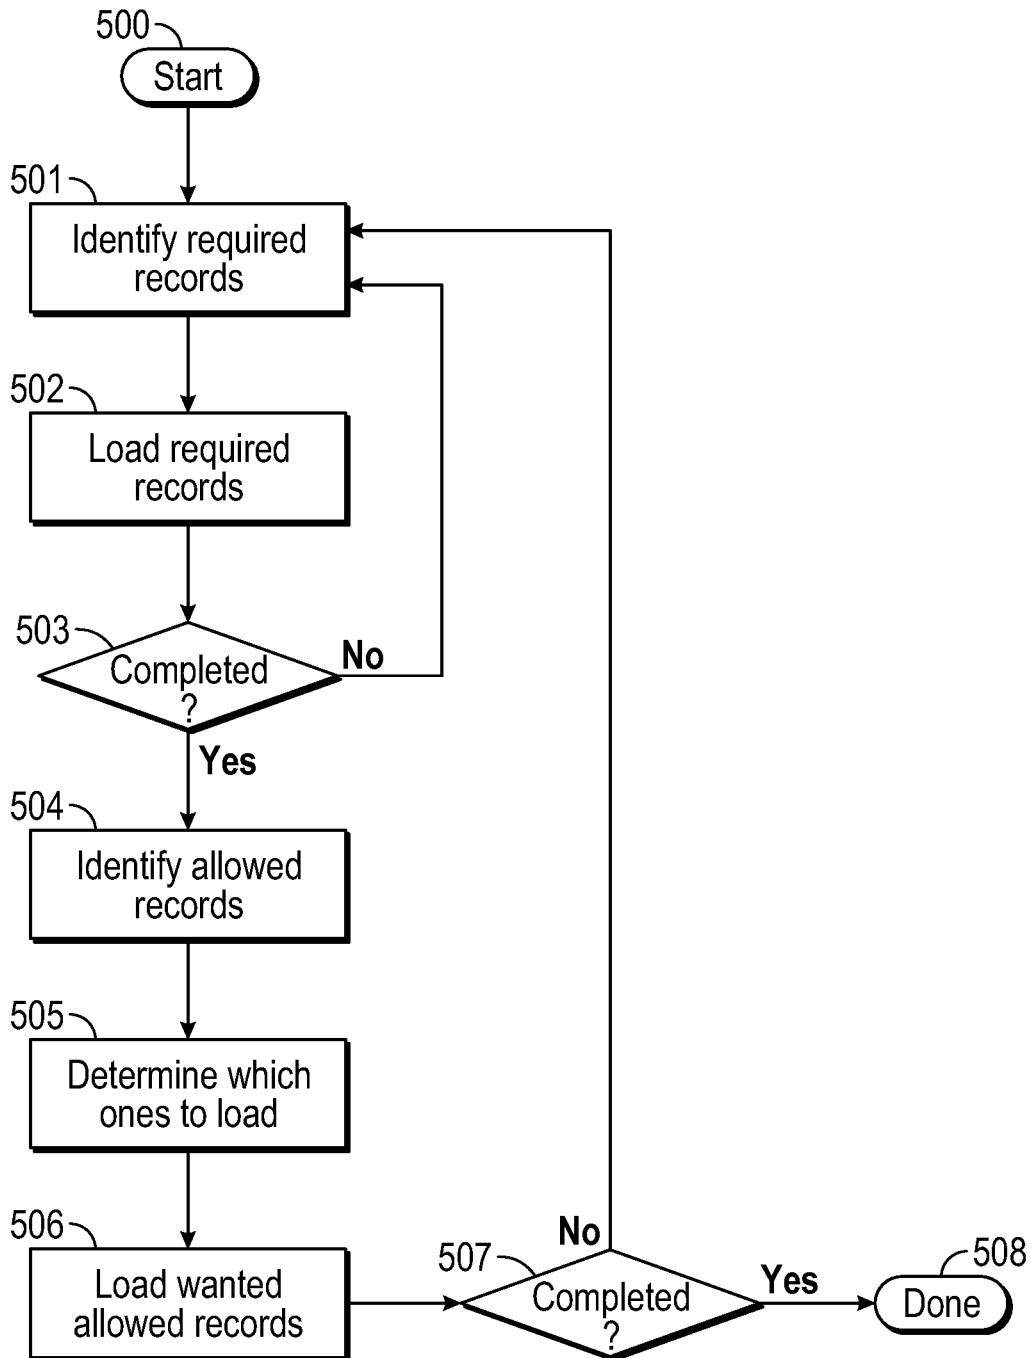 500
Start
501
Identify required
records
502
Load required
records
503
Completed
?
No
Yes
504
Identify allowed
records
505
Determine which
ones to load
506
Load wanted
allowed records
507
No
Completed
?
Yes
508
Done